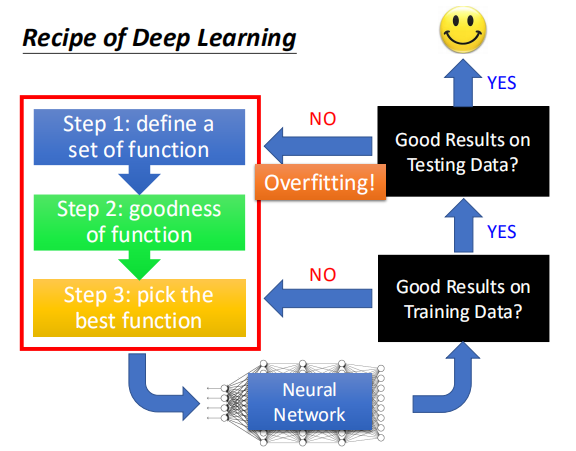 Recipe of Deep Learning
YES
Step 1: define a
set of function
NO
Good Results on
Testing Data?
Overfitting!
Step 2: goodness
of function
YES
Step 3: pick the
best function
NO
Good Results on
Training Data?
Neural
Network